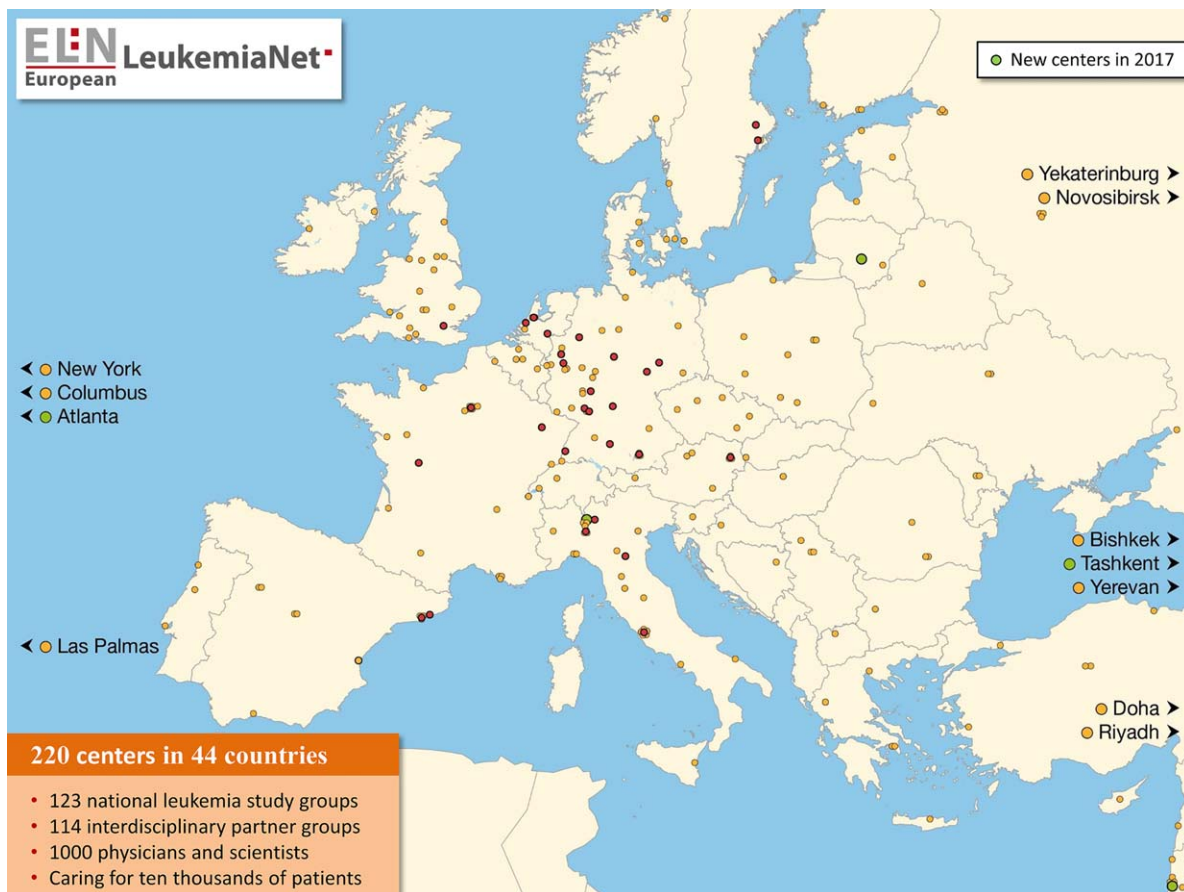 ELN LeukemiaNet
European
New centers in 2017
Yekaterinburg
Novosibirsk
New York
Columbus
Atlanta
Bishkek
Tashkent
Yerevan
Las Palmas
Doha
Riyadh
220 centers in 44 countries
• 123 national leukemia study groups
• 114 interdisciplinary partner groups
• 1000 physicians and scientists
• Caring for ten thousands of patients